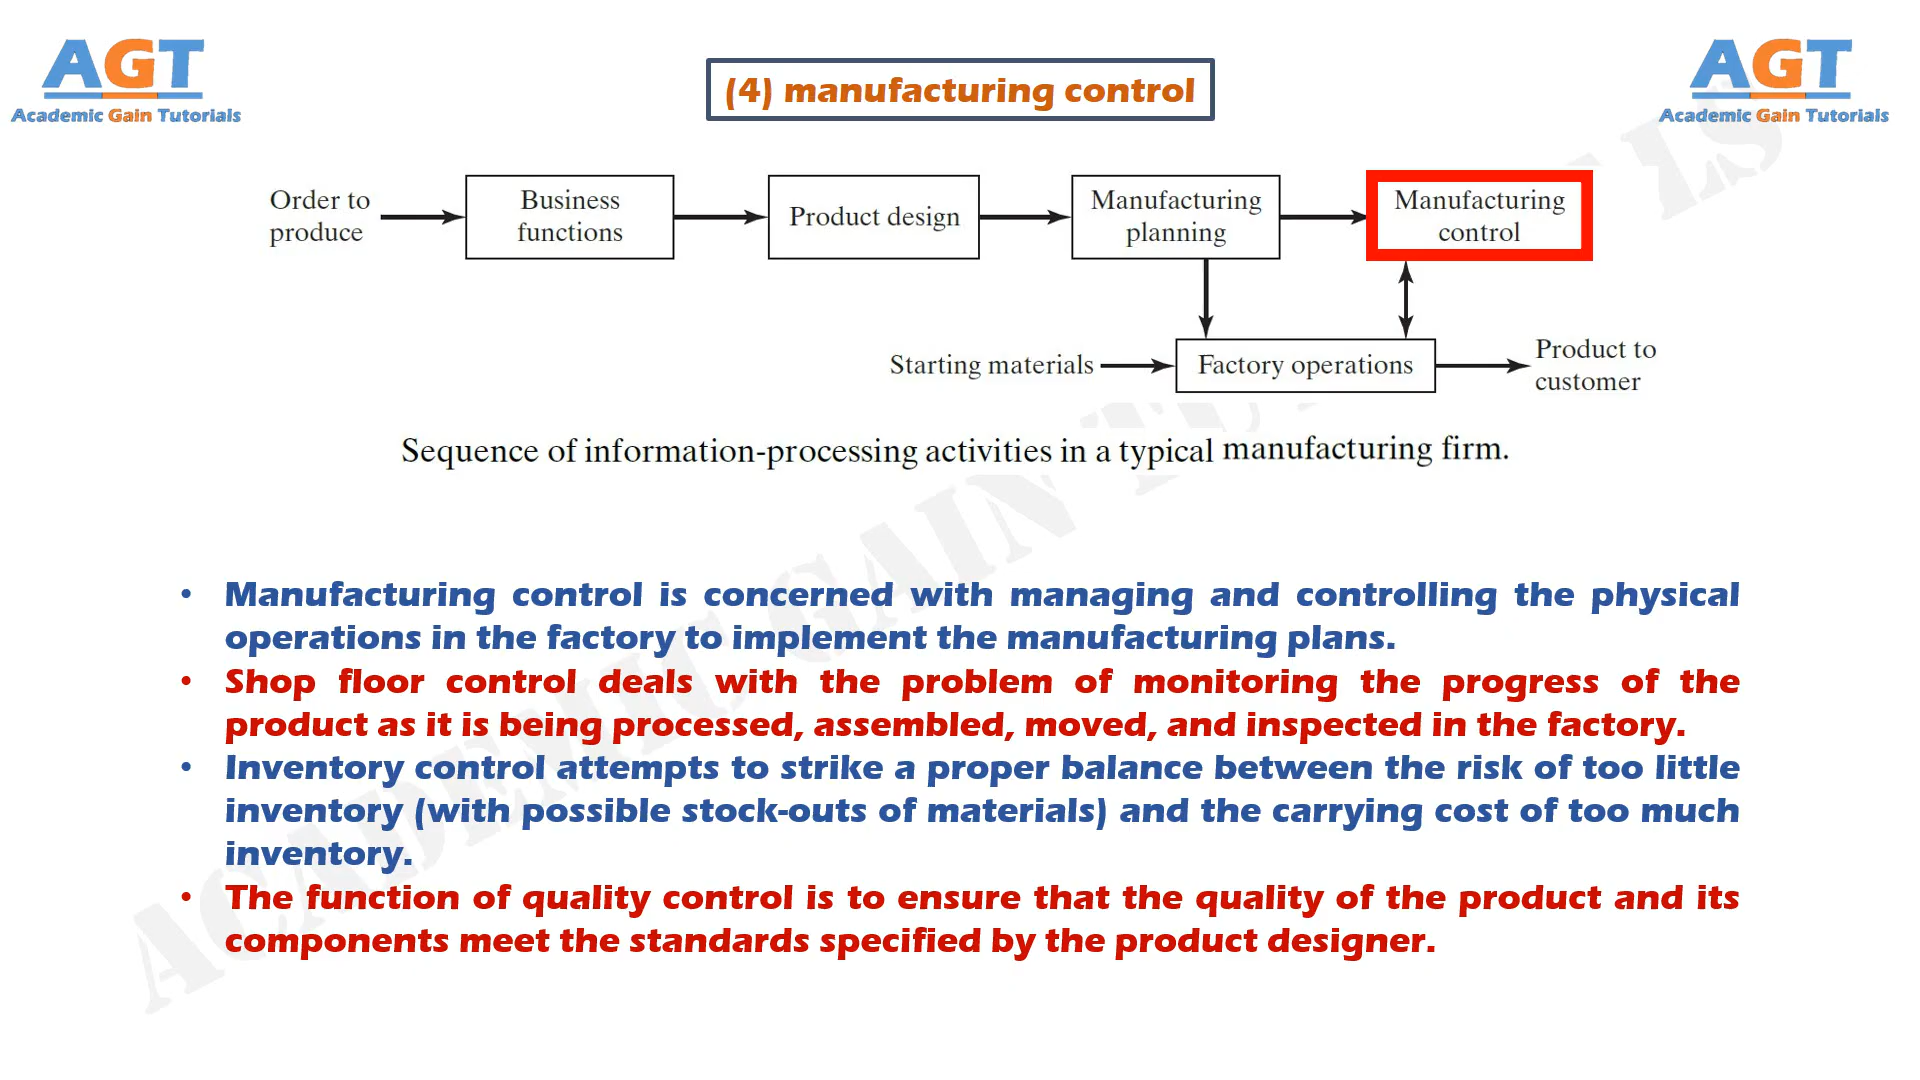 AGT
Academic Gain Tutorials
AGT
Academic Gain Tutorials
(4) manufacturing control
Order to
produce
Business
functions
Product design
Manufacturing
planning
Manufacturing
control
Starting materials
Factory operations
Product to
customer
Sequence of information-processing activities in a typical manufacturing firm.
• Manufacturing control is concerned with managing and controlling the physical
operations in the factory to implement the manufacturing plans.
• Shop floor control deals with the problem of monitoring the progress of the
product as it is being processed, assembled, moved, and inspected in the factory.
• Inventory control attempts to strike a proper balance between the risk of too little
inventory (with possible stock-outs of materials) and the carrying cost of too much
inventory.
• The function of quality control is to ensure that the quality of the product and its
components meet the standards specified by the product designer.